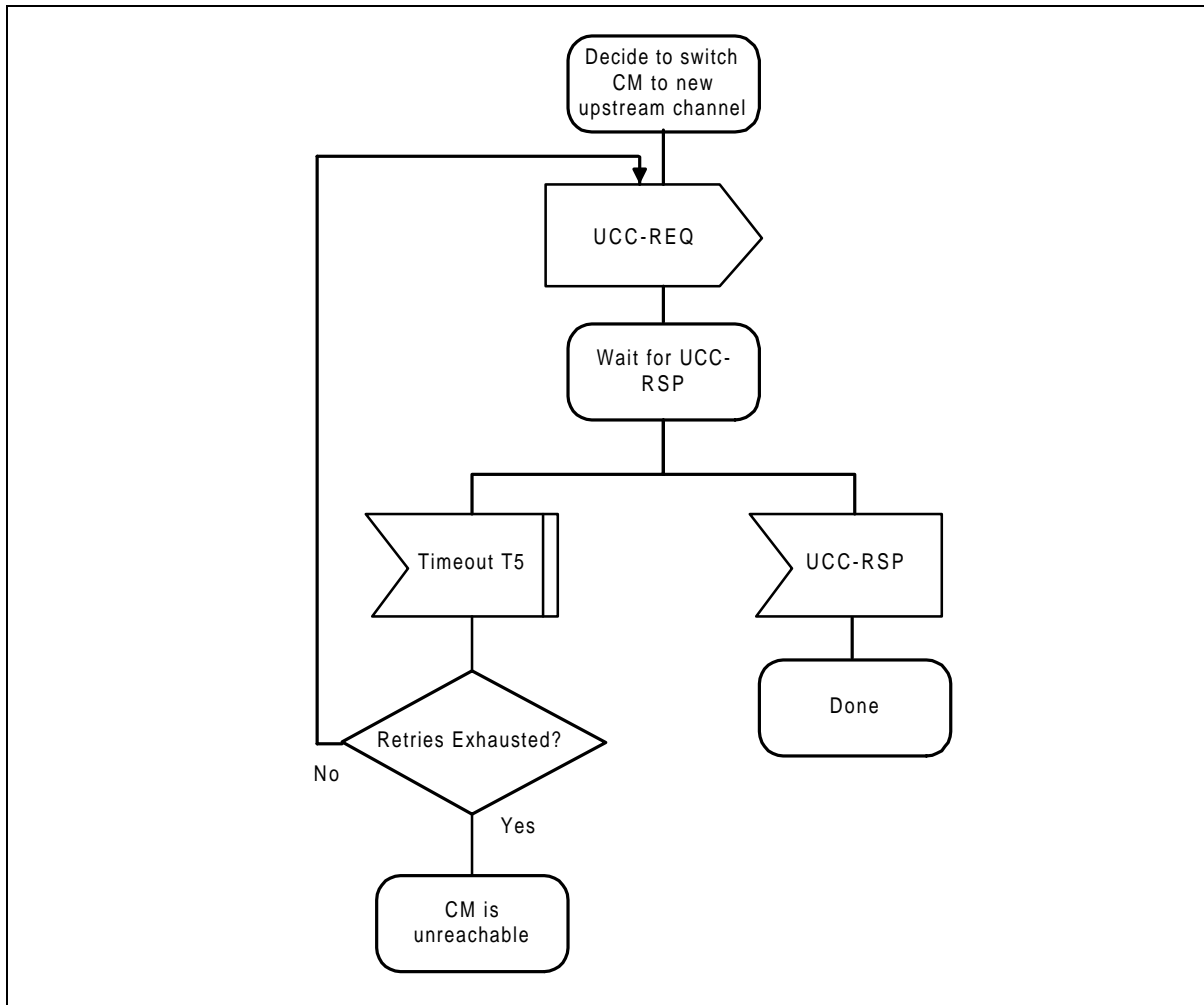 Decide to switch
CM to new
upstream channel
UCC-REQ
Wait for UCC-
RSP
Timeout T5
UCC-RSP
Done
Retries Exhausted?
No
Yes
CM is
unreachable